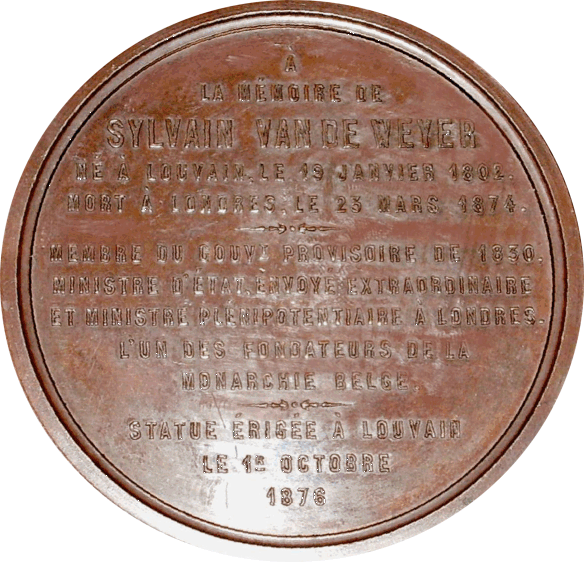 À
LA MÉMOIRE DE
SYLVAIN VAN DE WEYER
NÉ À LOUVAIN, LE 19 JANVIER 1802.
MORT À LONDRES, LE 23 MARS 1874.
MEMBRE DU GOUVT PROVISOIRE DE 1830.
MINISTRE D'ÉTAT, ENVOYÉ EXTRAORDINAIRE
ET MINISTRE PLÉNIPOTENTIAIRE À LONDRES.
L'UN DES FONDATEURS DE LA
MONARCHIE BELGE.
STATUE ÉRIGÉE À LOUVAIN
LE 1R OCTOBRE
1876